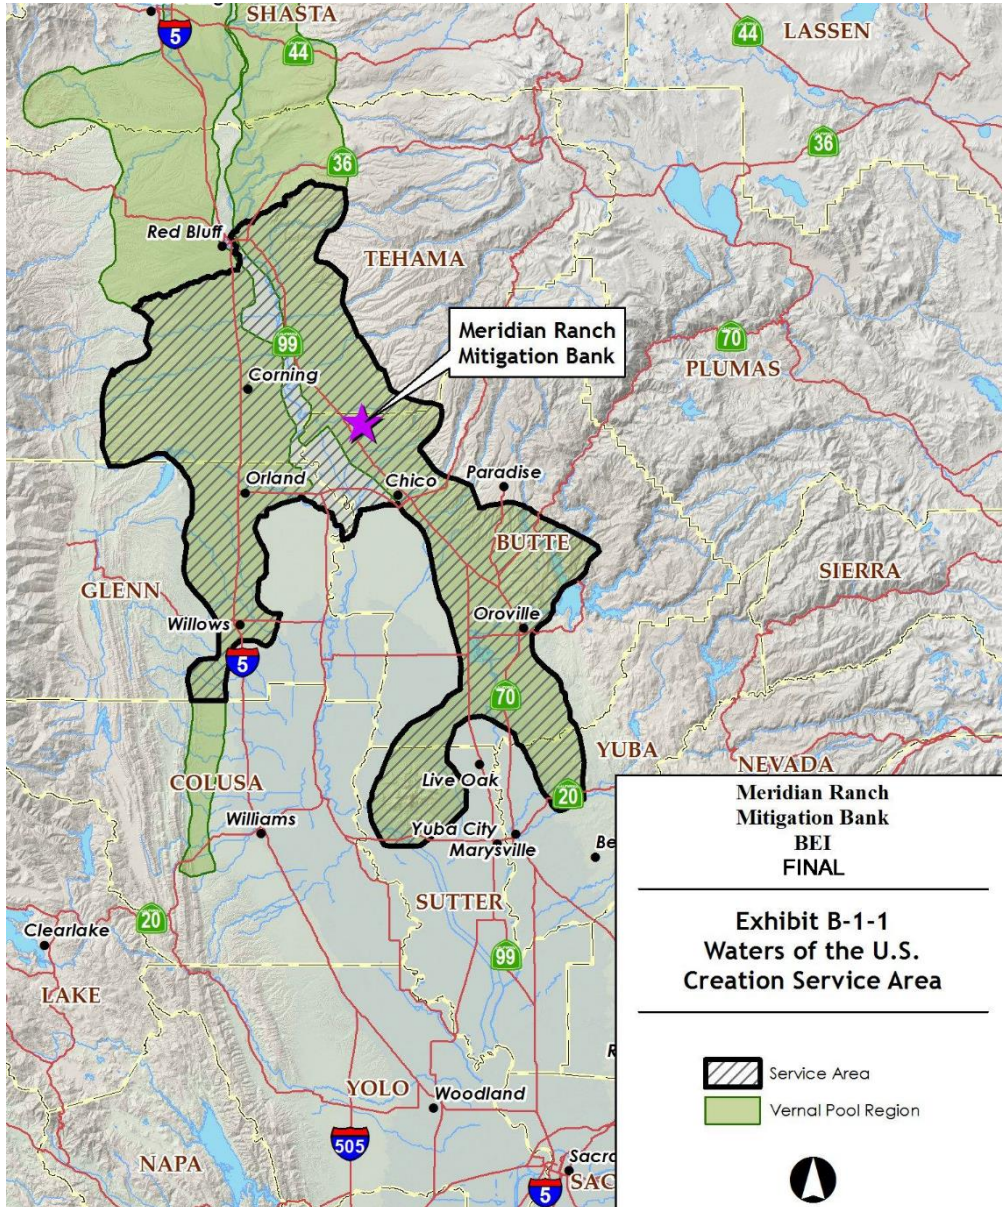 SHASTA
5
44
44
LASSEN
36
36
Red Bluff
TEHAMA
Meridian Ranch
Mitigation Bank
99
70
PLUMAS
Corning
Orland
Chico
Paradise
BUTTE
GLENN
SIERRA
Willows
Oroville
5
70
YUBA
NEVADA
COLUSA
Live Oak
20
Williams
Yuba City
Marysville
Be
SUTTER
20
Clearlake
99
LAKE
R
YOLO
Woodland
505
NAPA
Sacra
SAC
5
Meridian Ranch
Mitigation Bank
BEI
FINAL
Exhibit B-1-1
Waters of the U.S.
Creation Service Area
Service Area
Vernal Pool Region